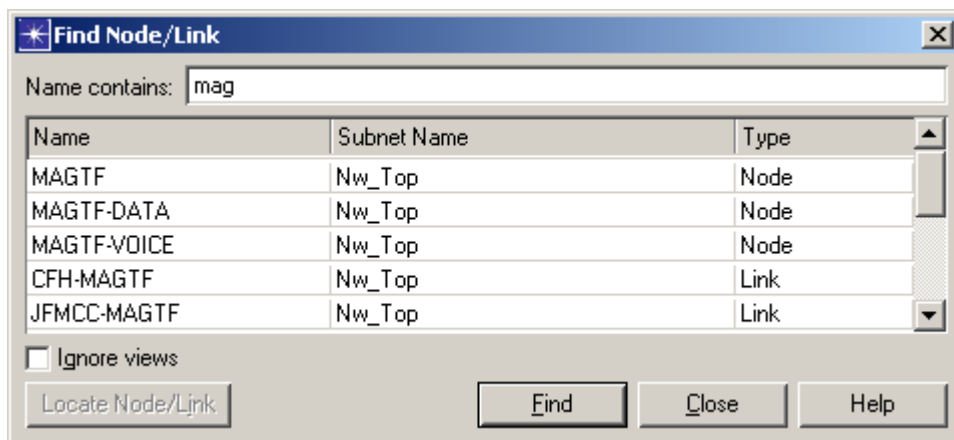 Find Node/Link
Name contains: mag
Name Subnet Name Type
MAGTF Nw_Top Node
MAGTF-DATA Nw_Top Node
MAGTF-VOICE Nw_Top Node
CFH-MAGTF Nw_Top Link
JFMCC-MAGTF Nw_Top Link
Ignore views
Locate Node/Link Find Close Help